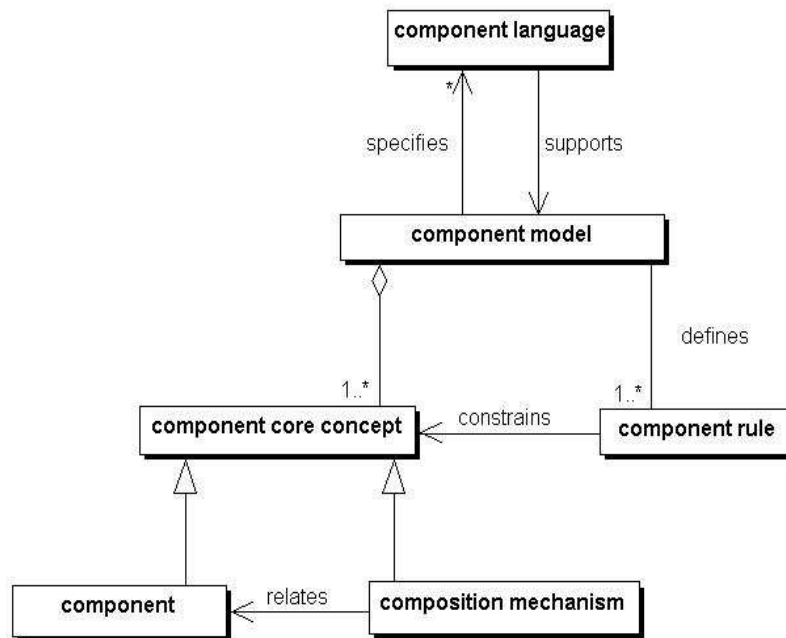 component language
*
specifies
supports
component model
defines
1..*
1..*
component core concept
constrains
component rule
component
relates
composition mechanism